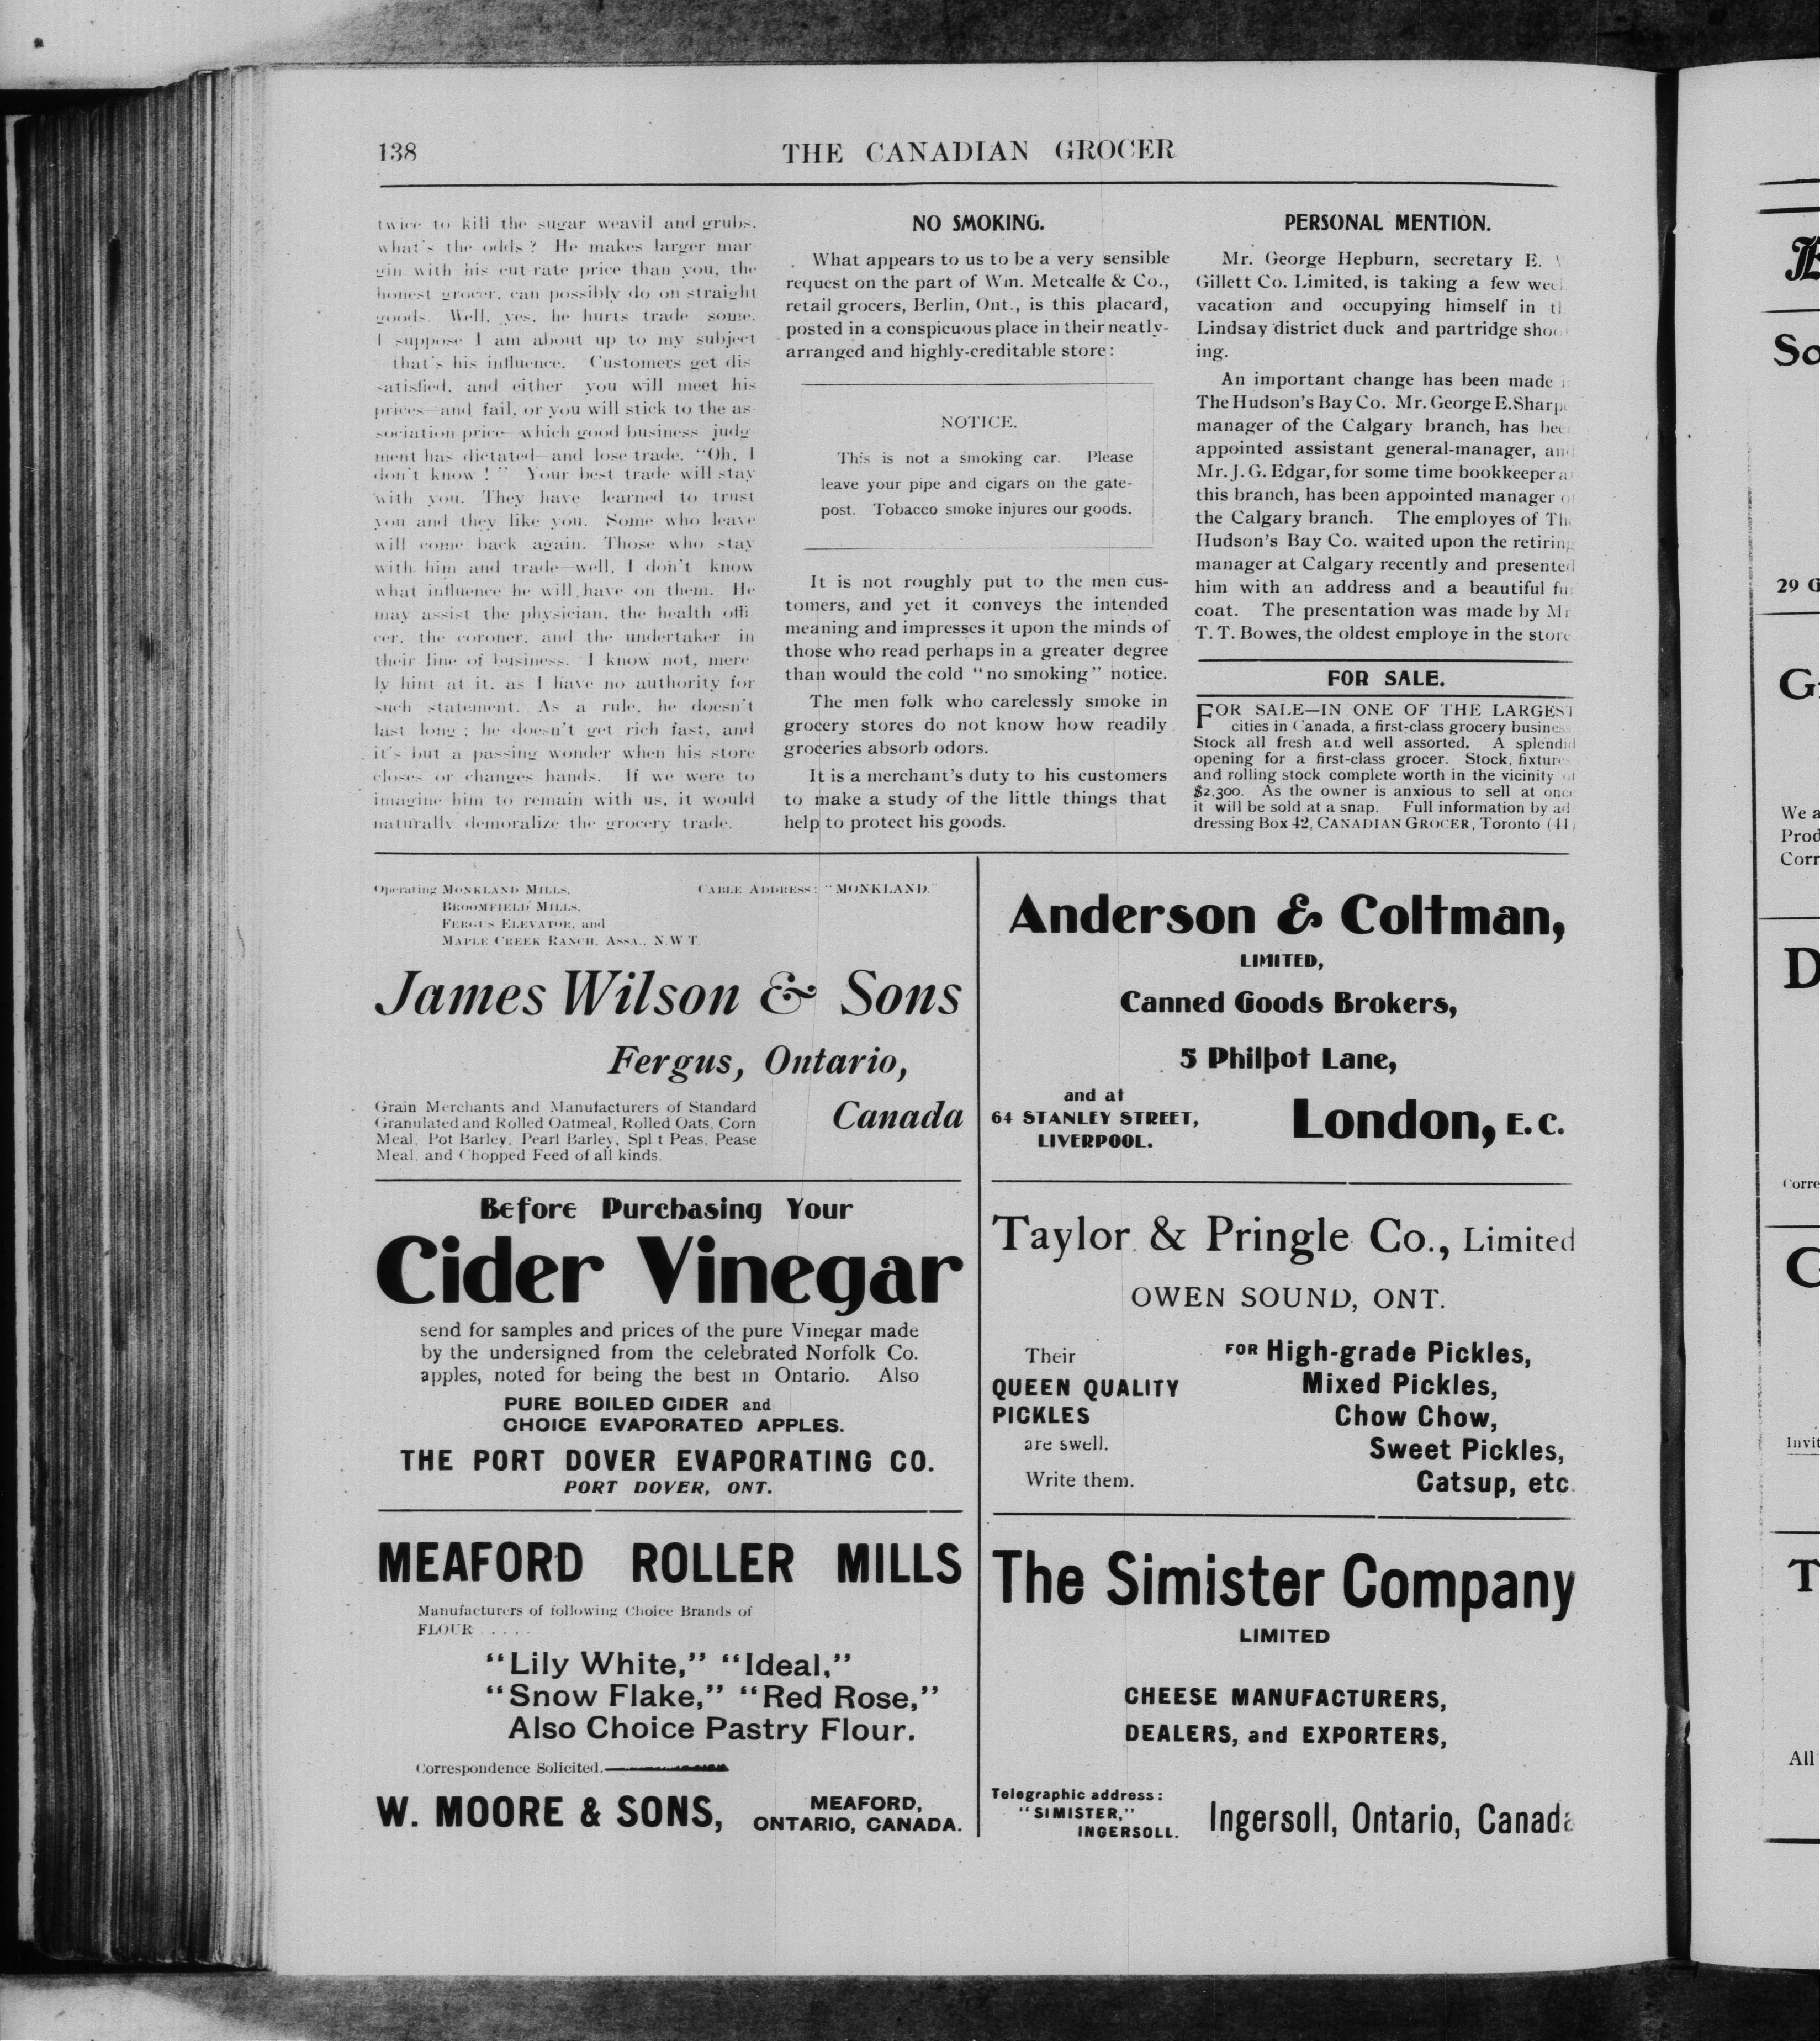 138
THE CANADIAN GROCER
twice to kill the sugar weavil and grubs,
what's the odds? He makes larger mar-
gin with his cut-rate price than you, the
honest grocer, can possibly do on straight
goods. Well, yes, he hurts trade some.
I suppose I am about up to my subject
—that's his influence. Customers get dis-
satisfied, and either you will meet his
prices—and fail, or you will stick to the as-
sociation price—which good business judg-
ment has dictated—and lose trade. "Oh, I
don't know!" Your best trade will stay
with you. They have learned to trust
you and they like you. Some who leave
will come back again. Those who stay
with him and trade—well, I don't know
what influence he will have on them. He
may assist the physician, the health offi-
cer, the coroner, and the undertaker in
their line of business. I know not, mere-
ly hint at it, as I have no authority for
such statement. As a rule, he doesn't
last long; he doesn't get rich fast, and
it's but a passing wonder when his store
closes or changes hands. If we were to
imagine him to remain with us, it would
naturally demoralize the grocery trade.
NO SMOKING.
What appears to us to be a very sensible
request on the part of Wm. Metcalfe & Co.,
retail grocers, Berlin, Ont., is this placard,
posted in a conspicuous place in their neatly-
arranged and highly-creditable store:
NOTICE.
This is not a smoking car. Please
leave your pipe and cigars on the gate-
post. Tobacco smoke injures our goods.
It is not roughly put to the men cus-
tomers, and yet it conveys the intended
meaning and impresses it upon the minds of
those who read perhaps in a greater degree
than would the cold "no smoking" notice.
The men folk who carelessly smoke in
grocery stores do not know how readily
groceries absorb odors.
It is a merchant's duty to his customers
to make a study of the little things that
help to protect his goods.
PERSONAL MENTION.
Mr. George Hepburn, secretary E.
Gillett Co. Limited, is taking a few
vacation and occupying himself in
Lindsay district duck and partridge
ing.
An important change has been made
The Hudson's Bay Co. Mr. George E. Sharp
manager of the Calgary branch, has
appointed assistant general-manager, and
Mr. J. G. Edgar, for some time bookkeeper
this branch, has been appointed manager
the Calgary branch. The employes of The
Hudson's Bay Co. waited upon the retiring
manager at Calgary recently and presented
him with an address and a beautiful fur
coat. The presentation was made by Mr
T. T. Bowes, the oldest employe in the store
FOR SALE.
FOR SALE—IN ONE OF THE LARGEST
cities in Canada, a first-class grocery business
Stock all fresh and well assorted. A splendid
opening for a first-class grocer. Stock, fixtures
and rolling stock complete worth in the vicinity of
$2,300. As the owner is anxious to sell at once
it will be sold at a snap. Full information by ad
dressing Box 42, CANADIAN GROCER, Toronto (44)
Operating MONKLAND MILLS,
CABLE ADDRESS: "MONKLAND."
BROOMFIELD MILLS,
FERGUS ELEVATOR, and
MAPLE CREEK RANCH, ASSA., N.W.T.
James Wilson & Sons
Fergus, Ontario,
Canada
Grain Merchants and Manufacturers of Standard
Granulated and Rolled Oatmeal, Rolled Oats, Corn
Meal, Pot Barley, Pearl Barley, Spl t Peas, Pease
Meal, and Chopped Feed of all kinds.
Anderson & Coltman,
LIMITED,
Canned Goods Brokers,
5 Philpot Lane,
and at
64 STANLEY STREET,
LIVERPOOL.
London, E. C.
Before Purchasing Your
Cider Vinegar
send for samples and prices of the pure Vinegar made
by the undersigned from the celebrated Norfolk Co.
apples, noted for being the best in Ontario. Also
PURE BOILED CIDER and
CHOICE EVAPORATED APPLES.
THE PORT DOVER EVAPORATING CO.
PORT DOVER, ONT.
Taylor & Pringle Co., Limited
OWEN SOUND, ONT.
Their
QUEEN QUALITY
PICKLES
are swell.
Write them.
FOR High-grade Pickles,
Mixed Pickles,
Chow Chow,
Sweet Pickles,
Catsup, etc.
MEAFORD ROLLER MILLS
Manufacturers of following Choice Brands of
FLOUR . . . . .
"Lily White," "Ideal,"
"Snow Flake," "Red Rose,"
Also Choice Pastry Flour.
Correspondence Solicited.
W. MOORE & SONS,
MEAFORD,
ONTARIO, CANADA.
The Simister Company
LIMITED
CHEESE MANUFACTURERS,
DEALERS, and EXPORTERS,
Telegraphic address:
"SIMISTER,"
INGERSOLL.
Ingersoll, Ontario, Canada
So
29 G
We a
Prod
Corr
D
Corre
Invit
T
All